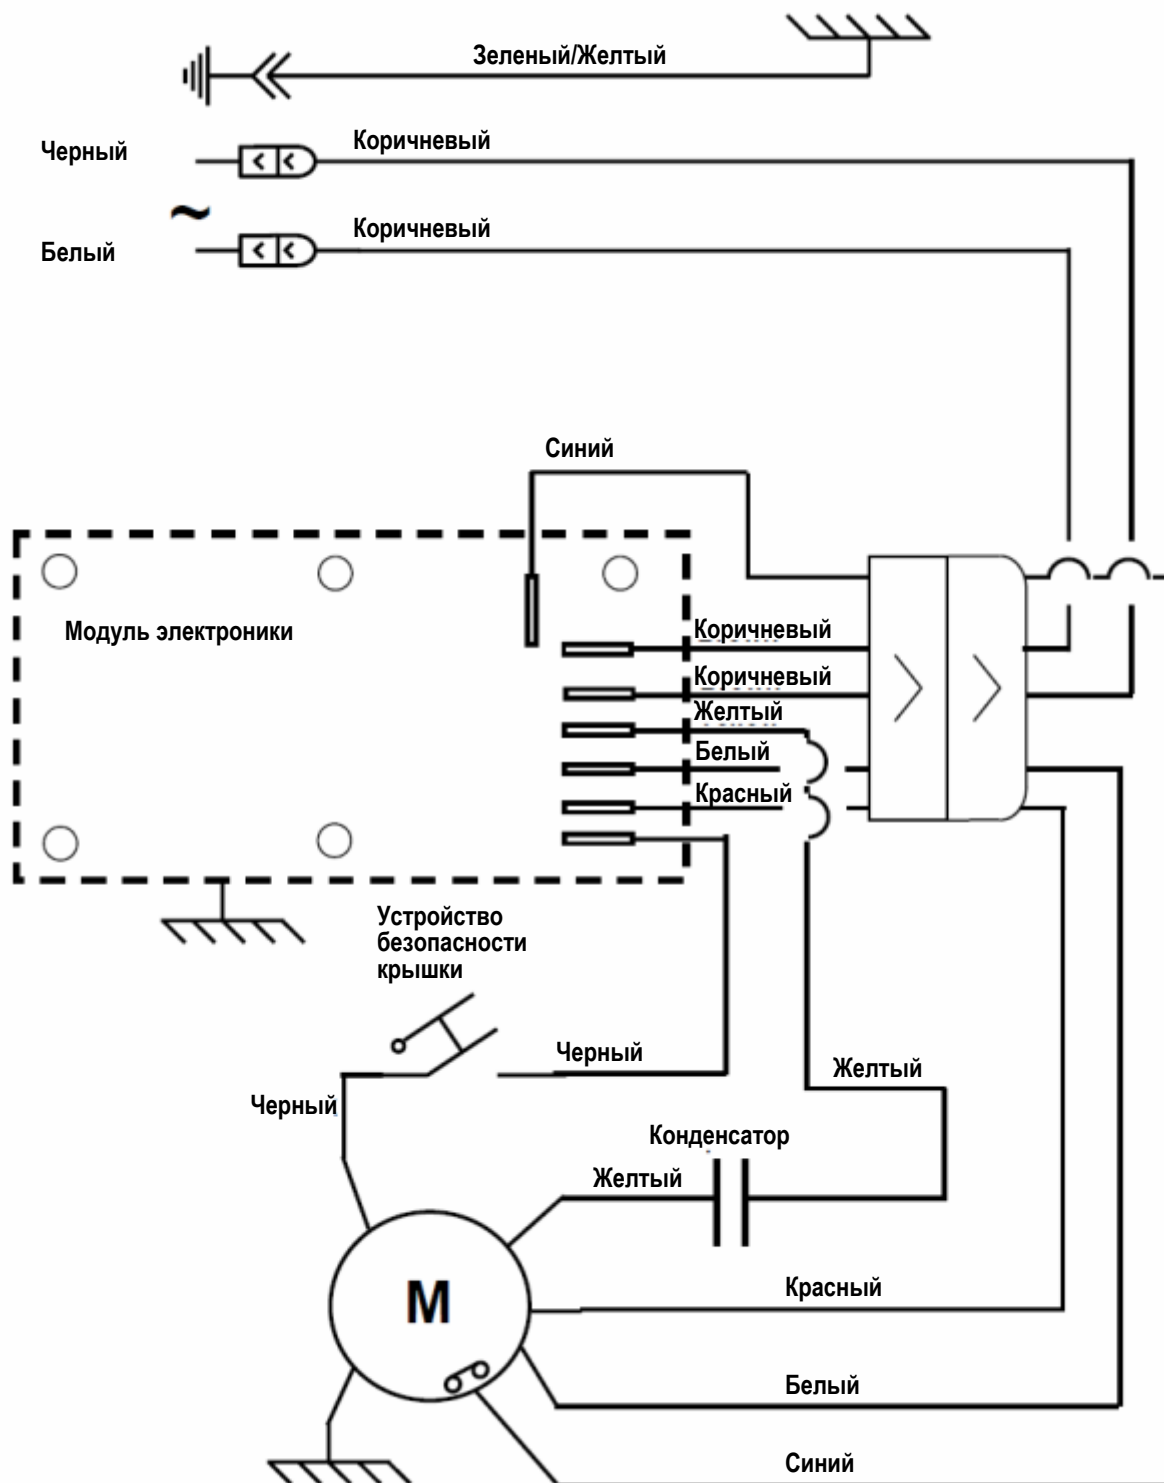 Зеленый/Желтый
Черный
Коричневый
~
Белый
Коричневый
Синий
Модуль электроники
Коричневый
Коричневый
Желтый
Белый
Красный
Устройство
безопасности
крышки
Черный
Желтый
Черный
Конденсатор
Желтый
M
Красный
Белый
Синий